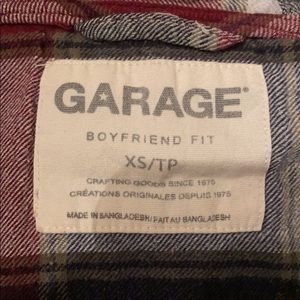 GARAGE®
BOYFRIEND FIT
XS/TP
CRAFTING GOODS SINCE 1975
CRÉATIONS ORIGINALES DEPUIS 1975
MADE IN BANGLADESH/FAIT AU BANGLADESH